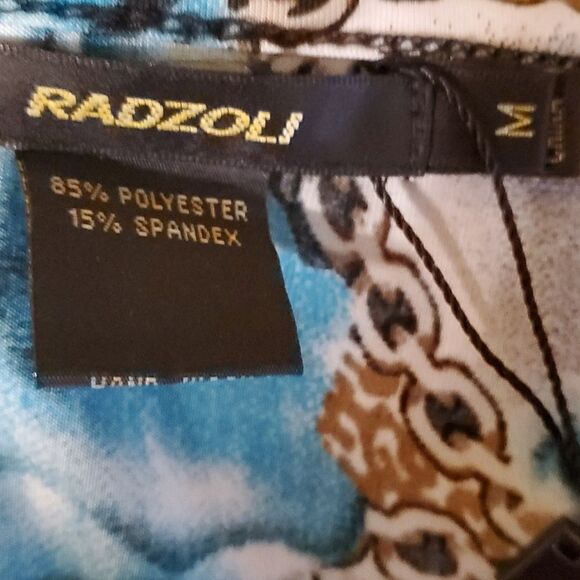 RADZOLI
M
85% POLYESTER
15% SPANDEX